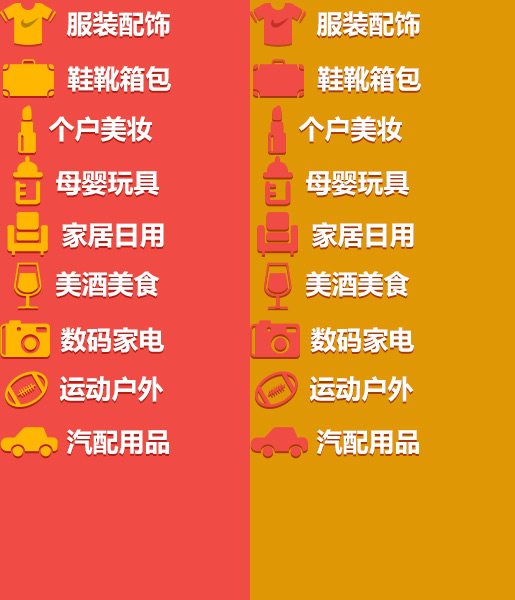 服装配饰 服装配饰
鞋靴箱包 鞋靴箱包
个户美妆 个户美妆
母婴玩具 母婴玩具
家居日用 家居日用
美酒美食 美酒美食
数码家电 数码家电
运动户外 运动户外
汽配用品 汽配用品